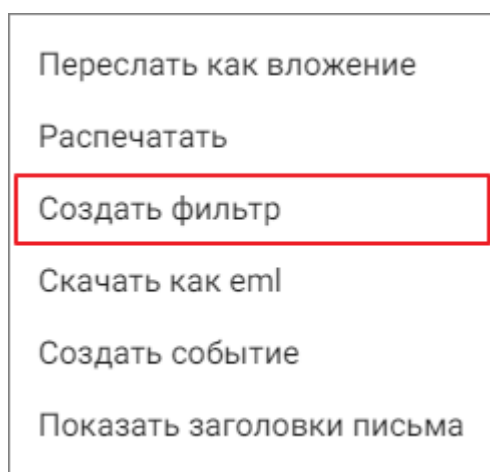 Переслать как вложение
Распечатать
Создать фильтр
Скачать как eml
Создать событие
Показать заголовки письма